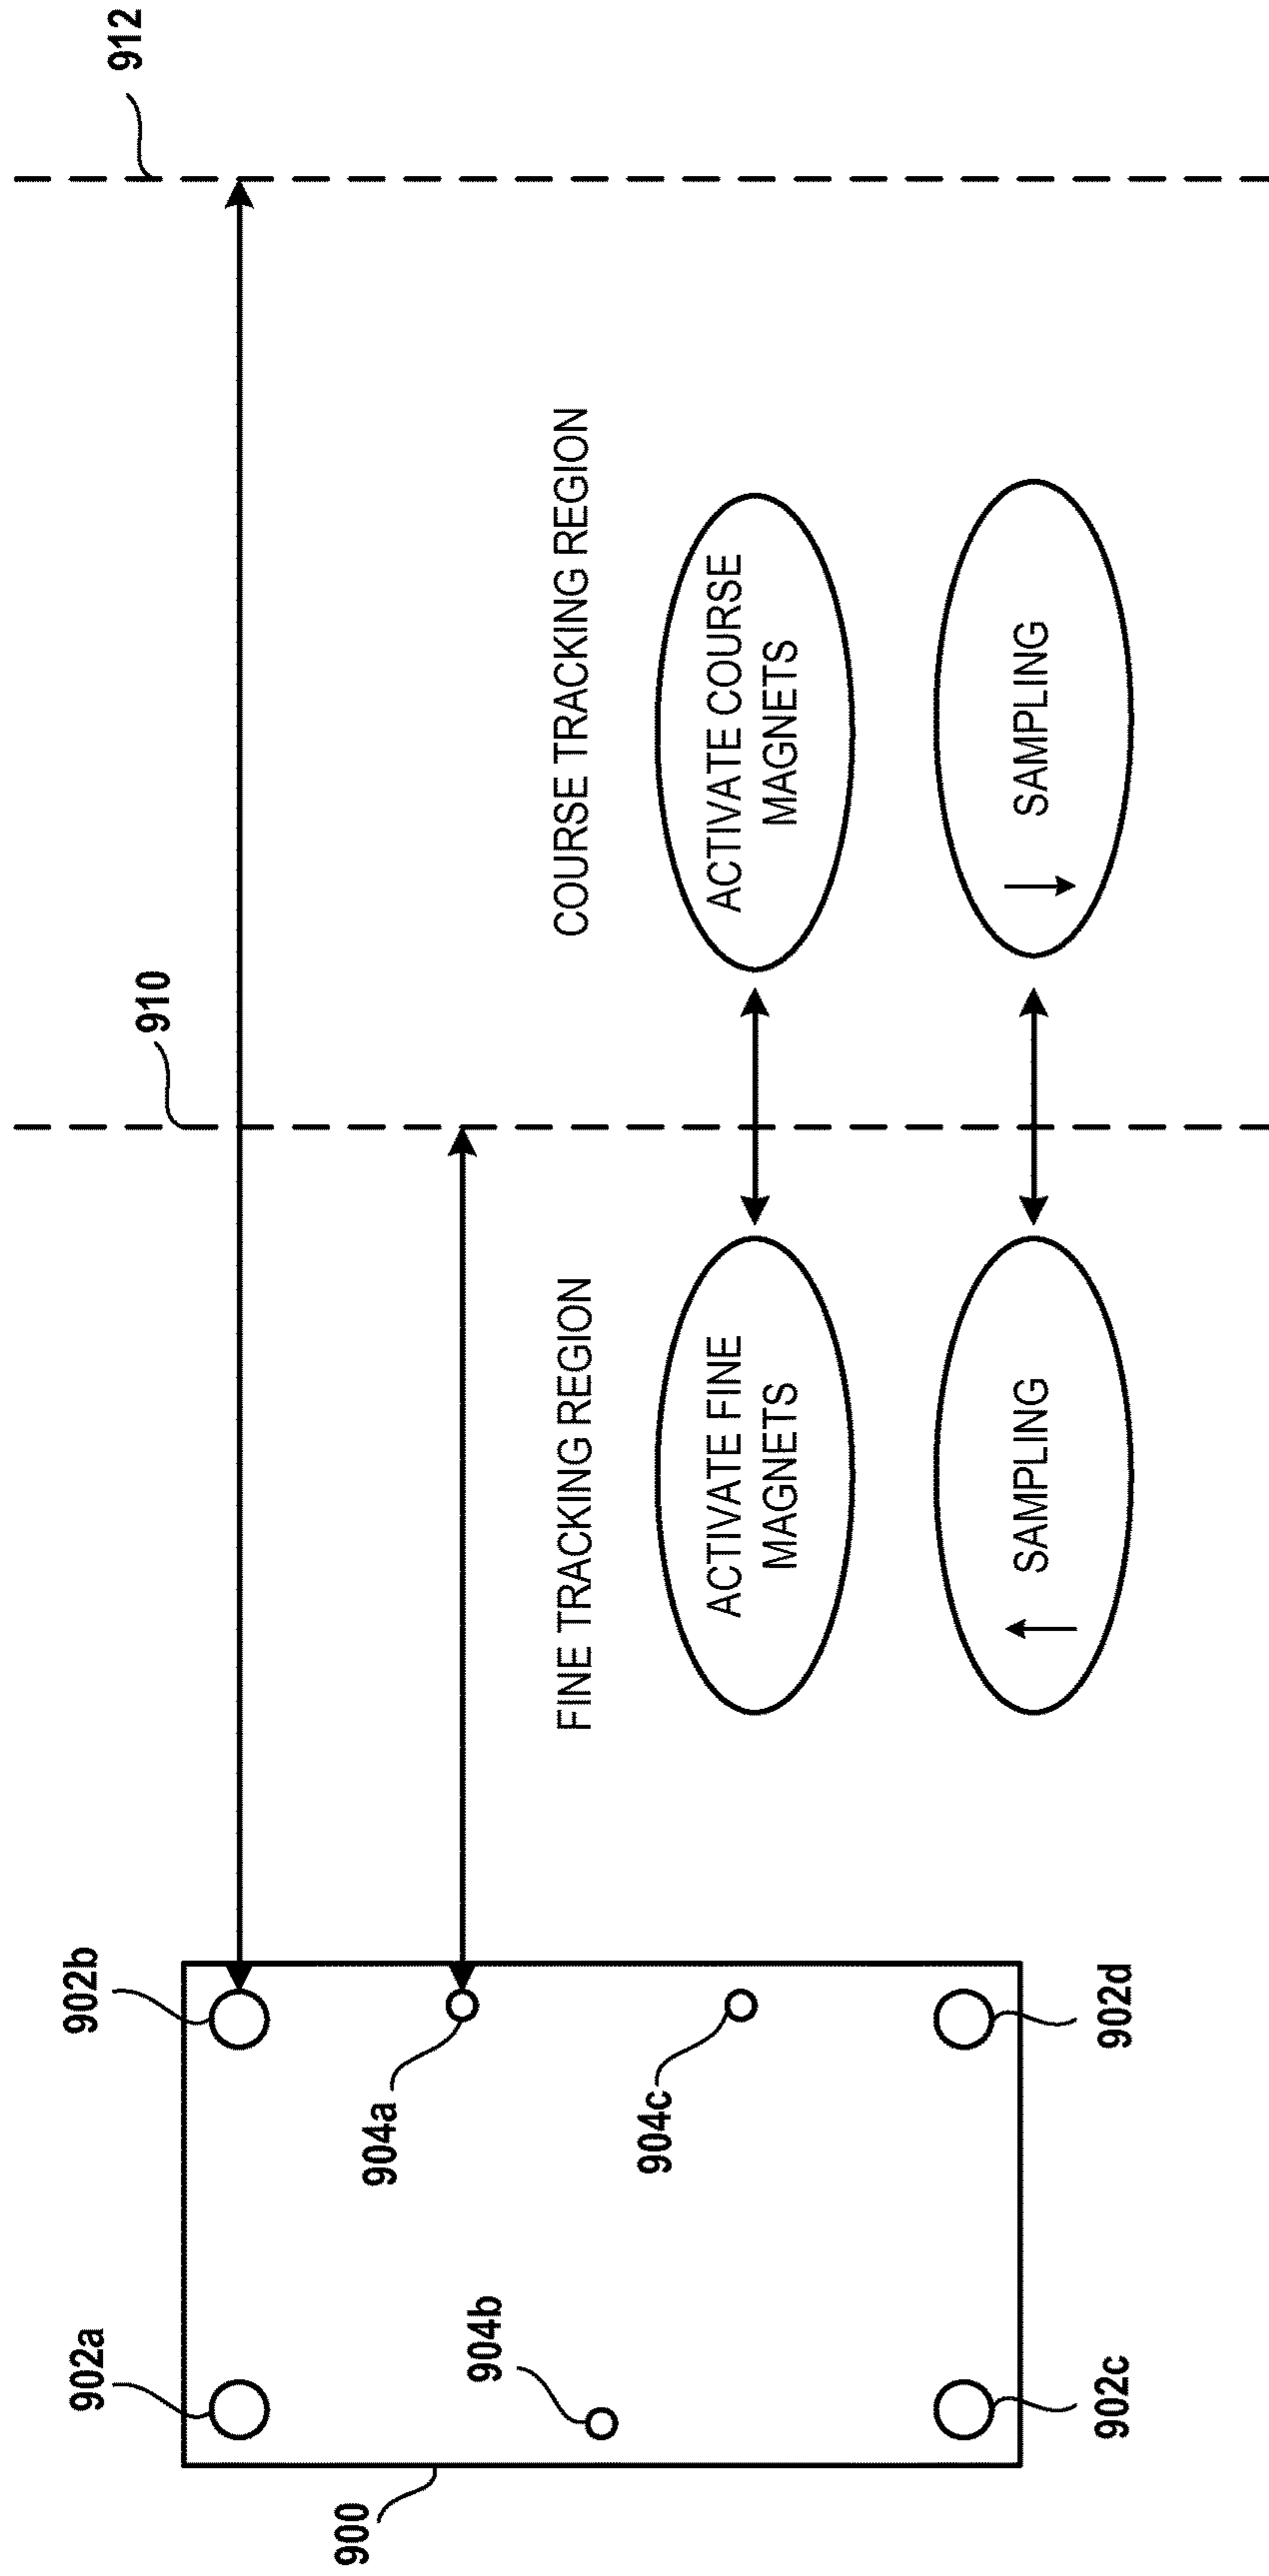 902a
902b
910
912
900
904a
904b
904c
902c
902d
FINE TRACKING REGION
COURSE TRACKING REGION
ACTIVATE FINE
MAGNETS
ACTIVATE COURSE
MAGNETS
↑ SAMPLING
↓ SAMPLING